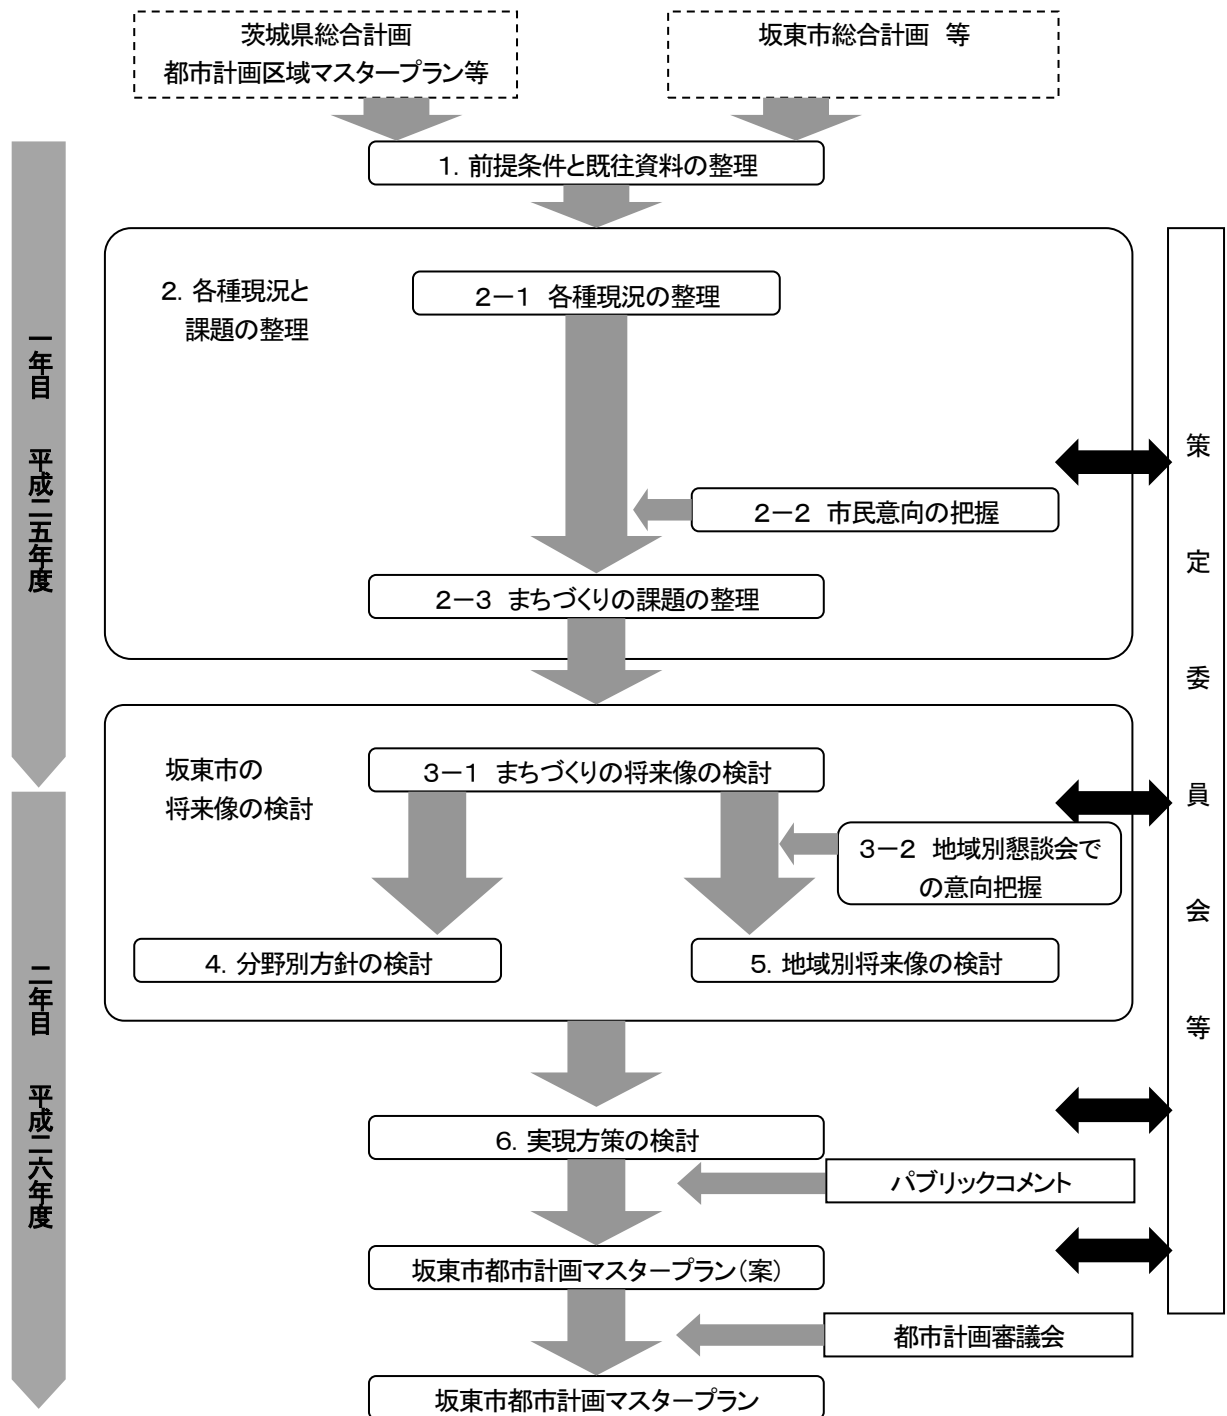 茨城県総合計画
都市計画区域マスタープラン等
坂東市総合計画 等
1. 前提条件と既往資料の整理
2. 各種現況と
課題の整理
2-1 各種現況の整理
2-2 市民意向の把握
2-3 まちづくりの課題の整理
坂東市の
将来像の検討
3-1 まちづくりの将来像の検討
3-2 地域別懇談会で
の意向把握
4. 分野別方針の検討
5. 地域別将来像の検討
6. 実現方策の検討
パブリックコメント
坂東市都市計画マスタープラン(案)
都市計画審議会
坂東市都市計画マスタープラン
一年目 平成二五年度
二年目 平成二六年度
策定委員会等